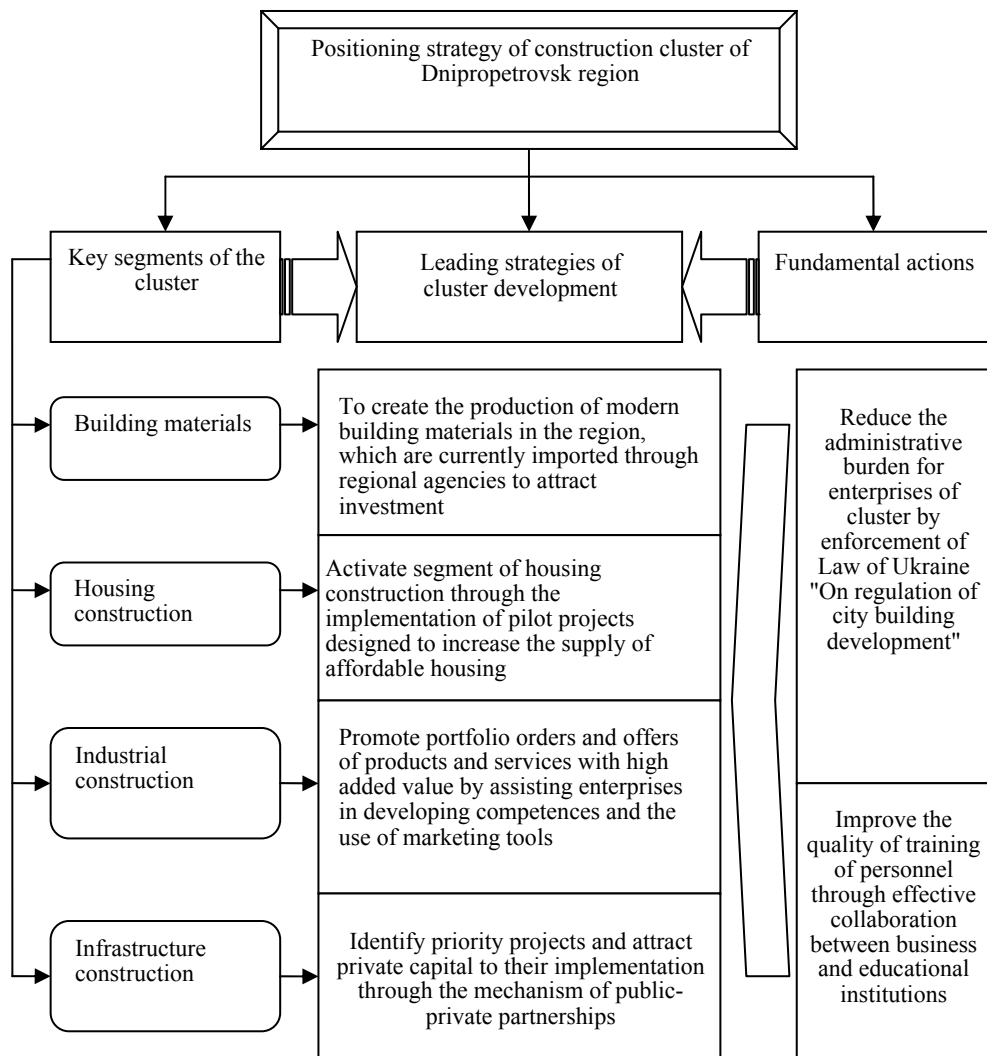 Positioning strategy of construction cluster of
Dnipropetrovsk region
Key segments of the
cluster
Leading strategies of
cluster development
Fundamental actions
Building materials
To create the production of modern
building materials in the region,
which are currently imported through
regional agencies to attract
investment
Housing
construction
Activate segment of housing
construction through the
implementation of pilot projects
designed to increase the supply of
affordable housing
Industrial
construction
Promote portfolio orders and offers
of products and services with high
added value by assisting enterprises
in developing competences and the
use of marketing tools
Infrastructure
construction
Identify priority projects and attract
private capital to their implementation
through the mechanism of public-
private partnerships
Reduce the
administrative
burden for
enterprises of
cluster by
enforcement of
Law of Ukraine
"On regulation of
city building
development"
Improve the
quality of training
of personnel
through effective
collaboration
between business
and educational
institutions